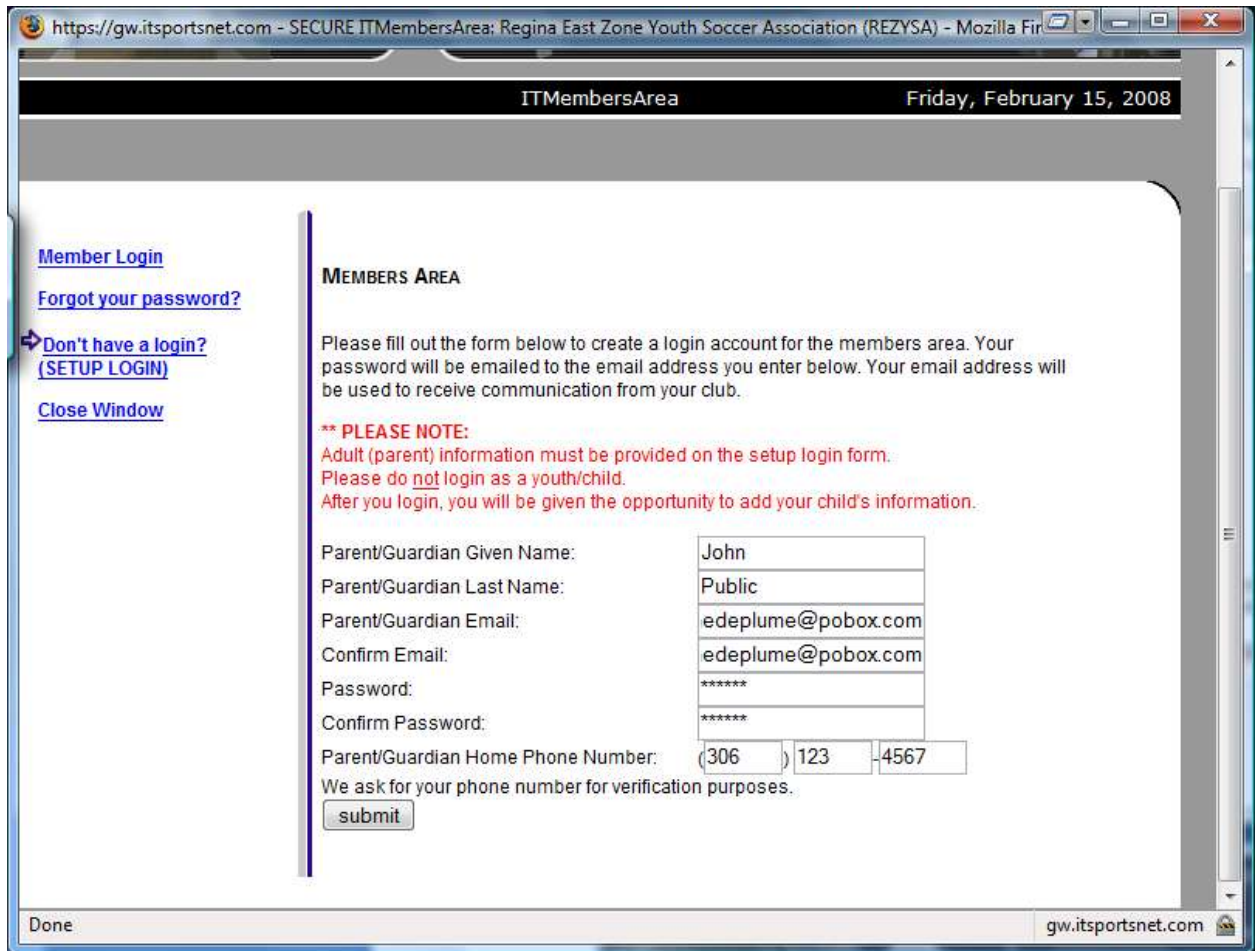 https://gw.itsportsnet.com - SECURE ITMembersArea: Regina East Zone Youth Soccer Association (REZYSA) - Mozilla Fir
ITMembersArea Friday, February 15, 2008
Member Login
Forgot your password?
Don't have a login?
(SETUP LOGIN)
Close Window
MEMBERS AREA
Please fill out the form below to create a login account for the members area. Your
password will be emailed to the email address you enter below. Your email address will
be used to receive communication from your club.
** PLEASE NOTE:
Adult (parent) information must be provided on the setup login form.
Please do not login as a youth/child.
After you login, you will be given the opportunity to add your child's information.
Parent/Guardian Given Name: John
Parent/Guardian Last Name: Public
Parent/Guardian Email: edeplume@pobox.com
Confirm Email: edeplume@pobox.com
Password: ******
Confirm Password: ******
Parent/Guardian Home Phone Number: (306) 123-4567
We ask for your phone number for verification purposes.
submit
Done gw.itsportsnet.com